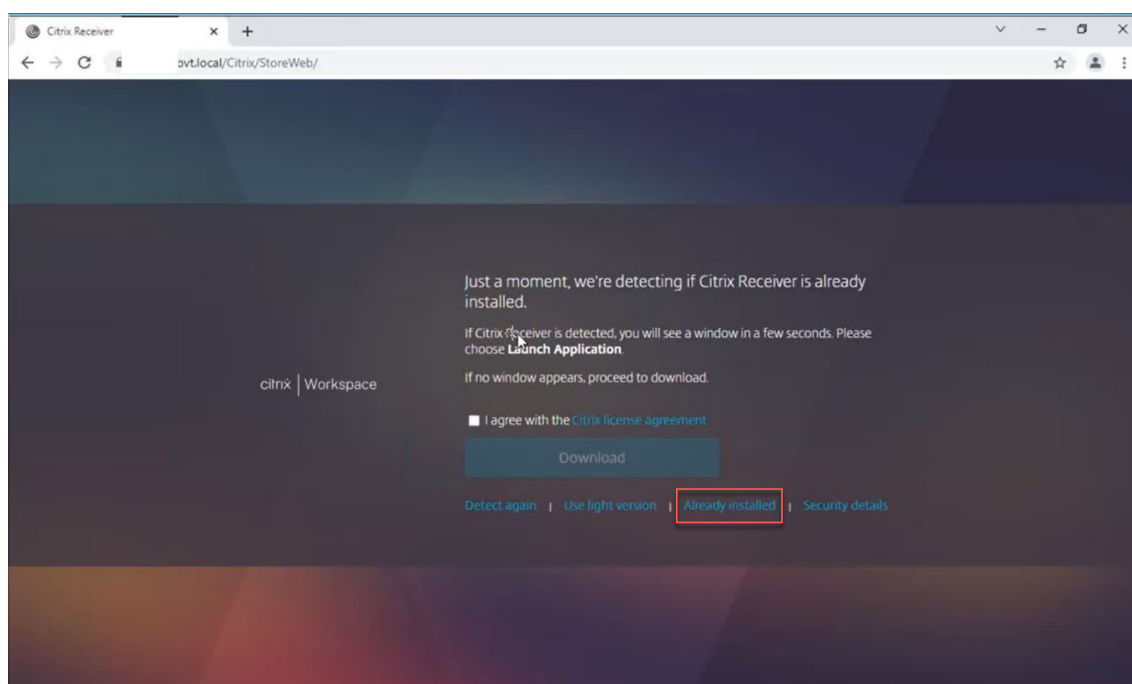 Citrix Receiver
ovt.local/Citrix/StoreWeb/
Just a moment, we're detecting if Citrix Receiver is already
installed.
If Citrix Receiver is detected, you will see a window in a few seconds. Please
choose Launch Application.
citrix | Workspace
If no window appears, proceed to download.
I agree with the Citrix license agreement
Download
Detect again | Use light version | Already installed | Security details